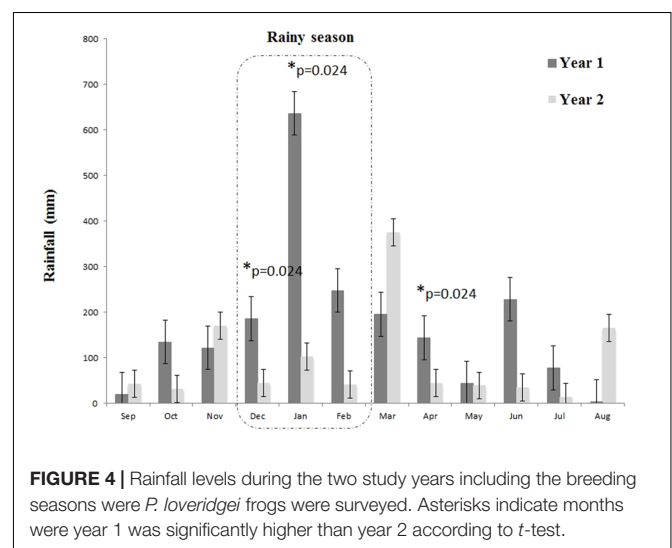 Rainy season
800
700
600
500
400
300
200
100
0
Rainfall (mm)
*p=0.024
*p=0.024
*p=0.024
Year 1
Year 2
Sep Oct Nov Dec Jan Feb Mar Apr May Jun Jul Aug
FIGURE 4 | Rainfall levels during the two study years including the breeding
seasons were P. loveridgei frogs were surveyed. Asterisks indicate months
were year 1 was significantly higher than year 2 according to t-test.